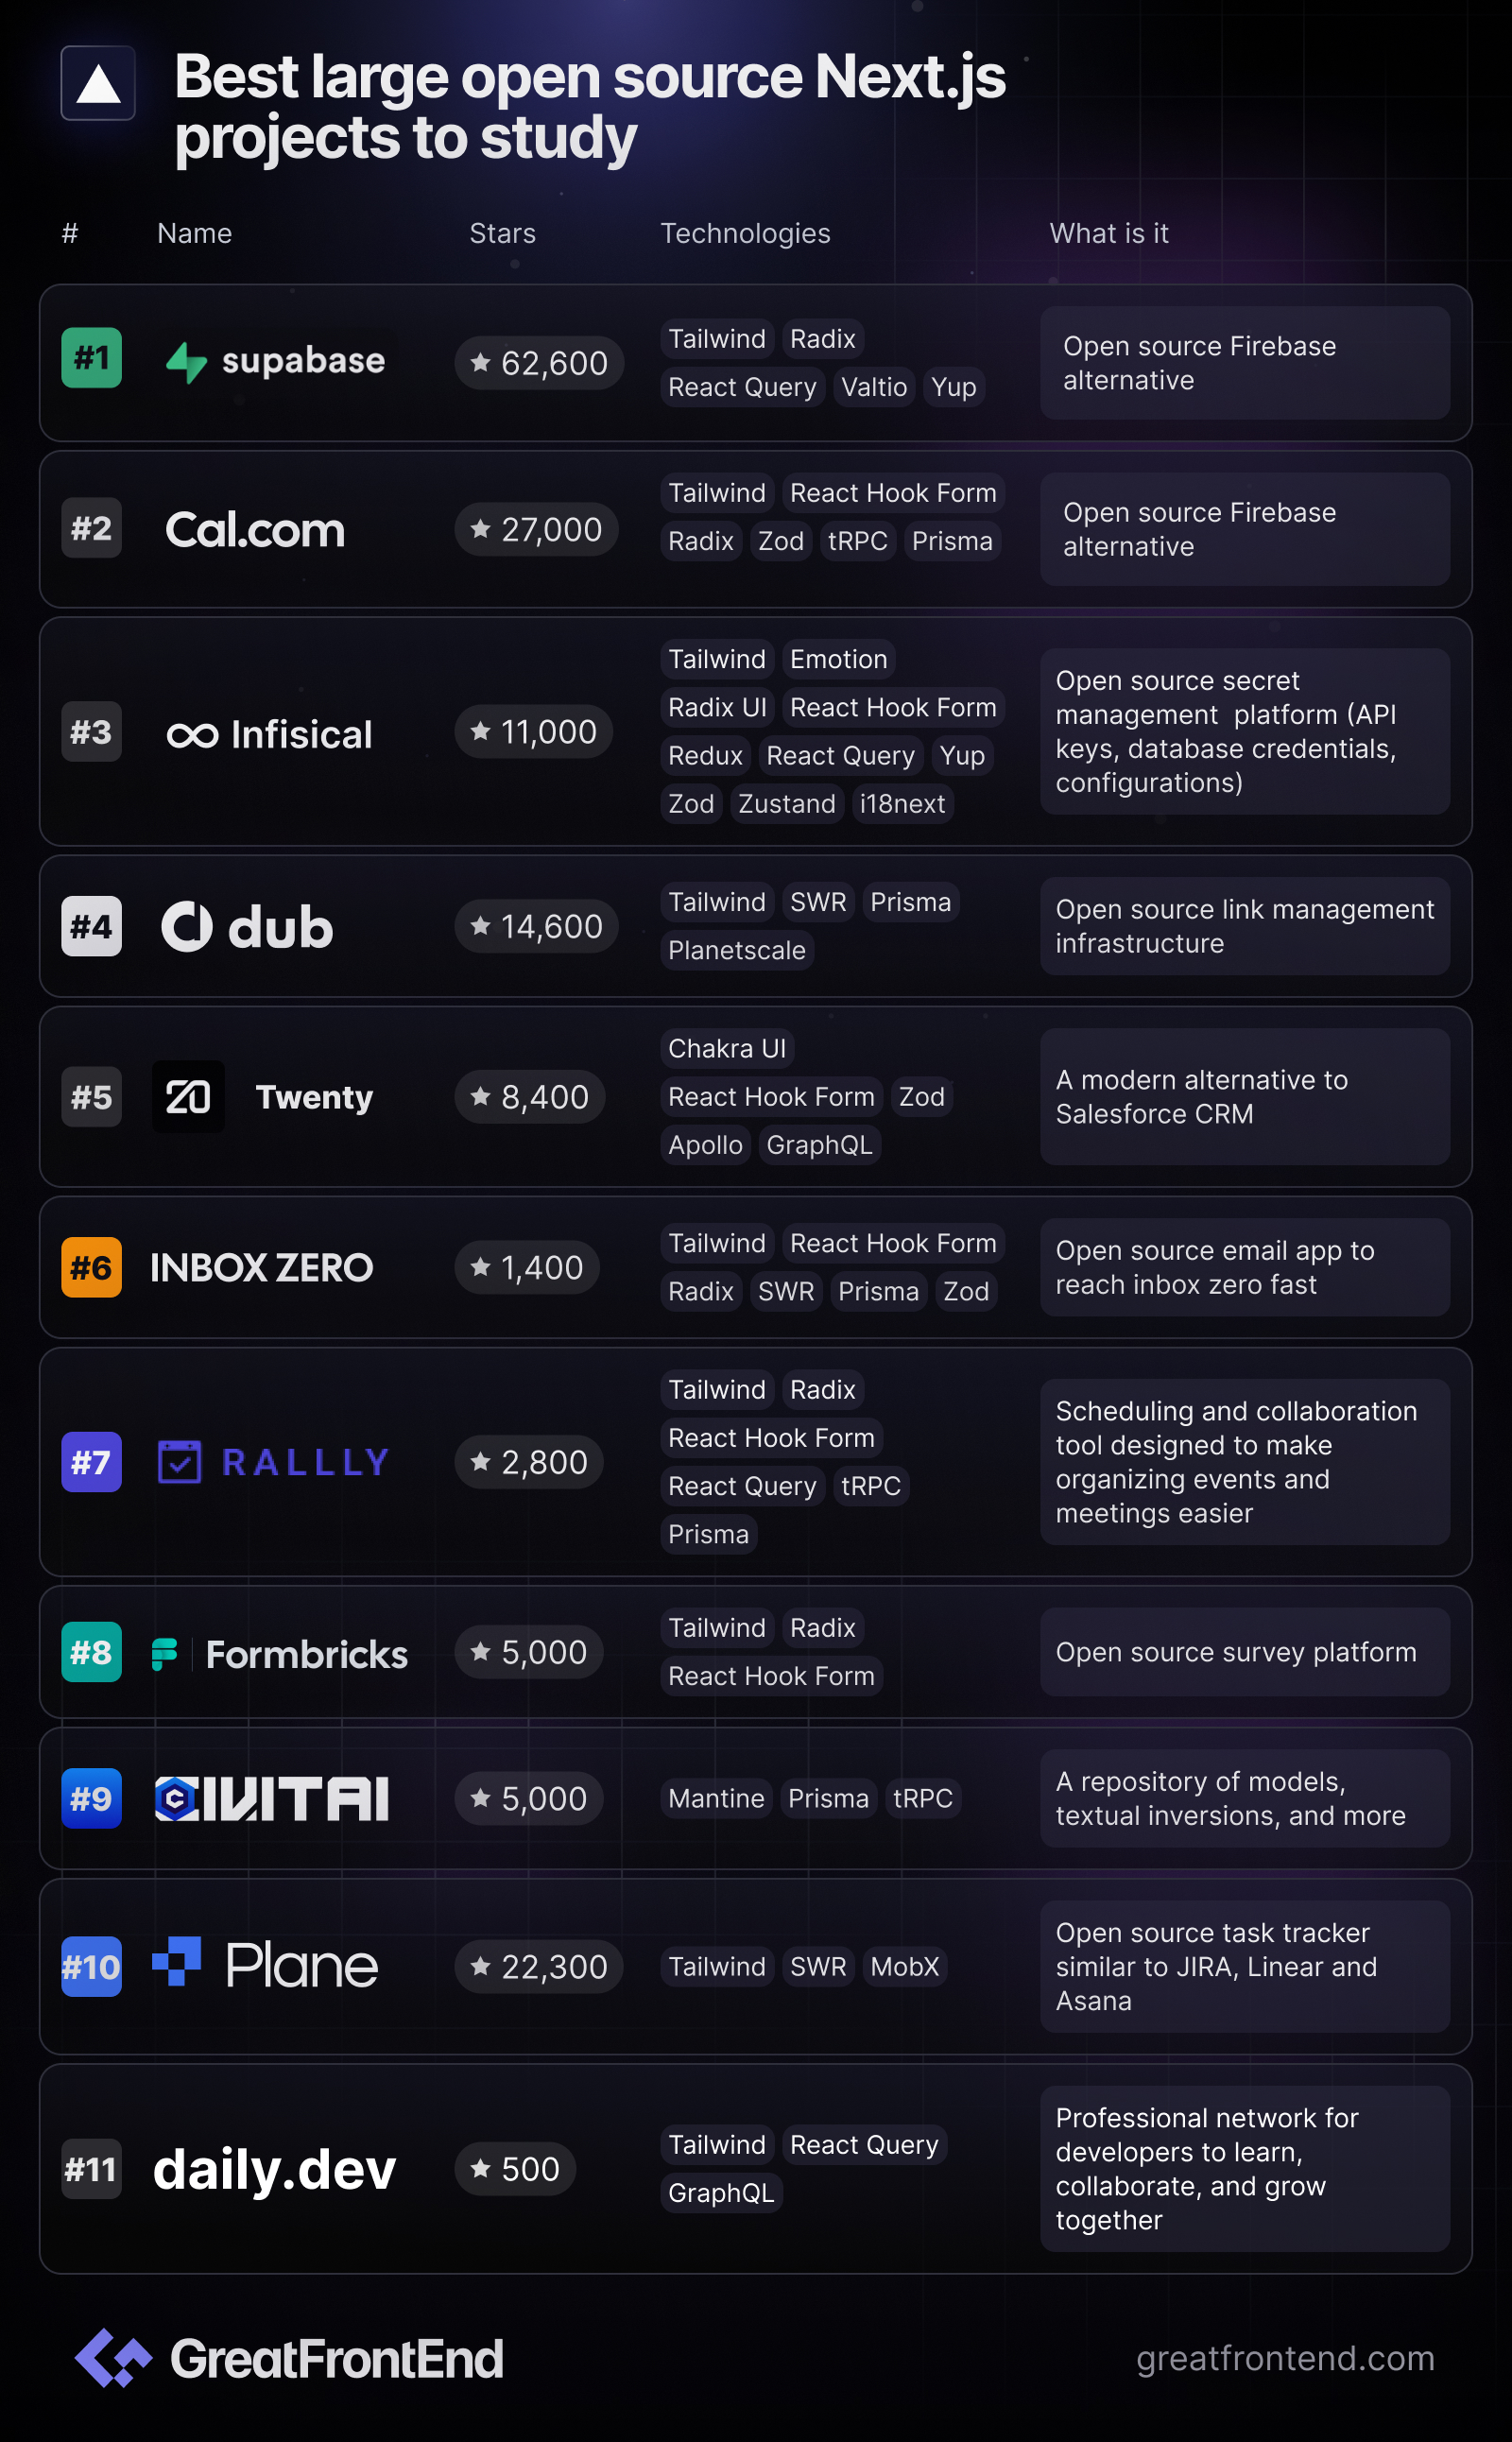 Best large open source Next.js
projects to study
# Name Stars Technologies What is it
#1 supabase 62,600
Tailwind Radix
React Query Valtio Yup
Open source Firebase
alternative
#2 Cal.com 27,000
Tailwind React Hook Form
Radix Zod tRPC Prisma
Open source Firebase
alternative
#3 Infisical 11,000
Tailwind Emotion
Radix UI React Hook Form
Redux React Query Yup
Zod Zustand i18next
Open source secret
management platform (API
keys, database credentials,
configurations)
#4 dub 14,600
Tailwind SWR Prisma
Planetscale
Open source link management
infrastructure
#5 20 Twenty 8,400
Chakra UI
React Hook Form Zod
Apollo GraphQL
A modern alternative to
Salesforce CRM
#6 INBOX ZERO 1,400
Tailwind React Hook Form
Radix SWR Prisma Zod
Open source email app to
reach inbox zero fast
#7 RALLLY 2,800
Tailwind Radix
React Hook Form
React Query tRPC
Prisma
Scheduling and collaboration
tool designed to make
organizing events and
meetings easier
#8 Formbricks 5,000
Tailwind Radix
React Hook Form
Open source survey platform
#9 CIVITAI 5,000
Mantine Prisma tRPC
A repository of models,
textual inversions, and more
#10 Plane 22,300
Tailwind SWR MobX
Open source task tracker
similar to JIRA, Linear and
Asana
#11 daily.dev 500
Tailwind React Query
GraphQL
Professional network for
developers to learn,
collaborate, and grow
together
GreatFrontEnd greatfrontend.com